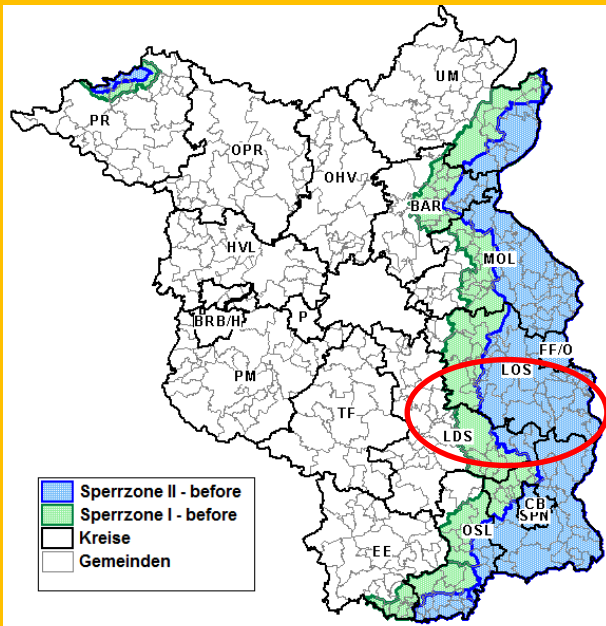 UM
PR
OPR
OHV
BAR
HVL
MOL
BRB/H
P
FF/O
LOS
PM
TF
LDS
CB
SPN
OSL
EE
Sperrzone II - before
Sperrzone I - before
Kreise
Gemeinden